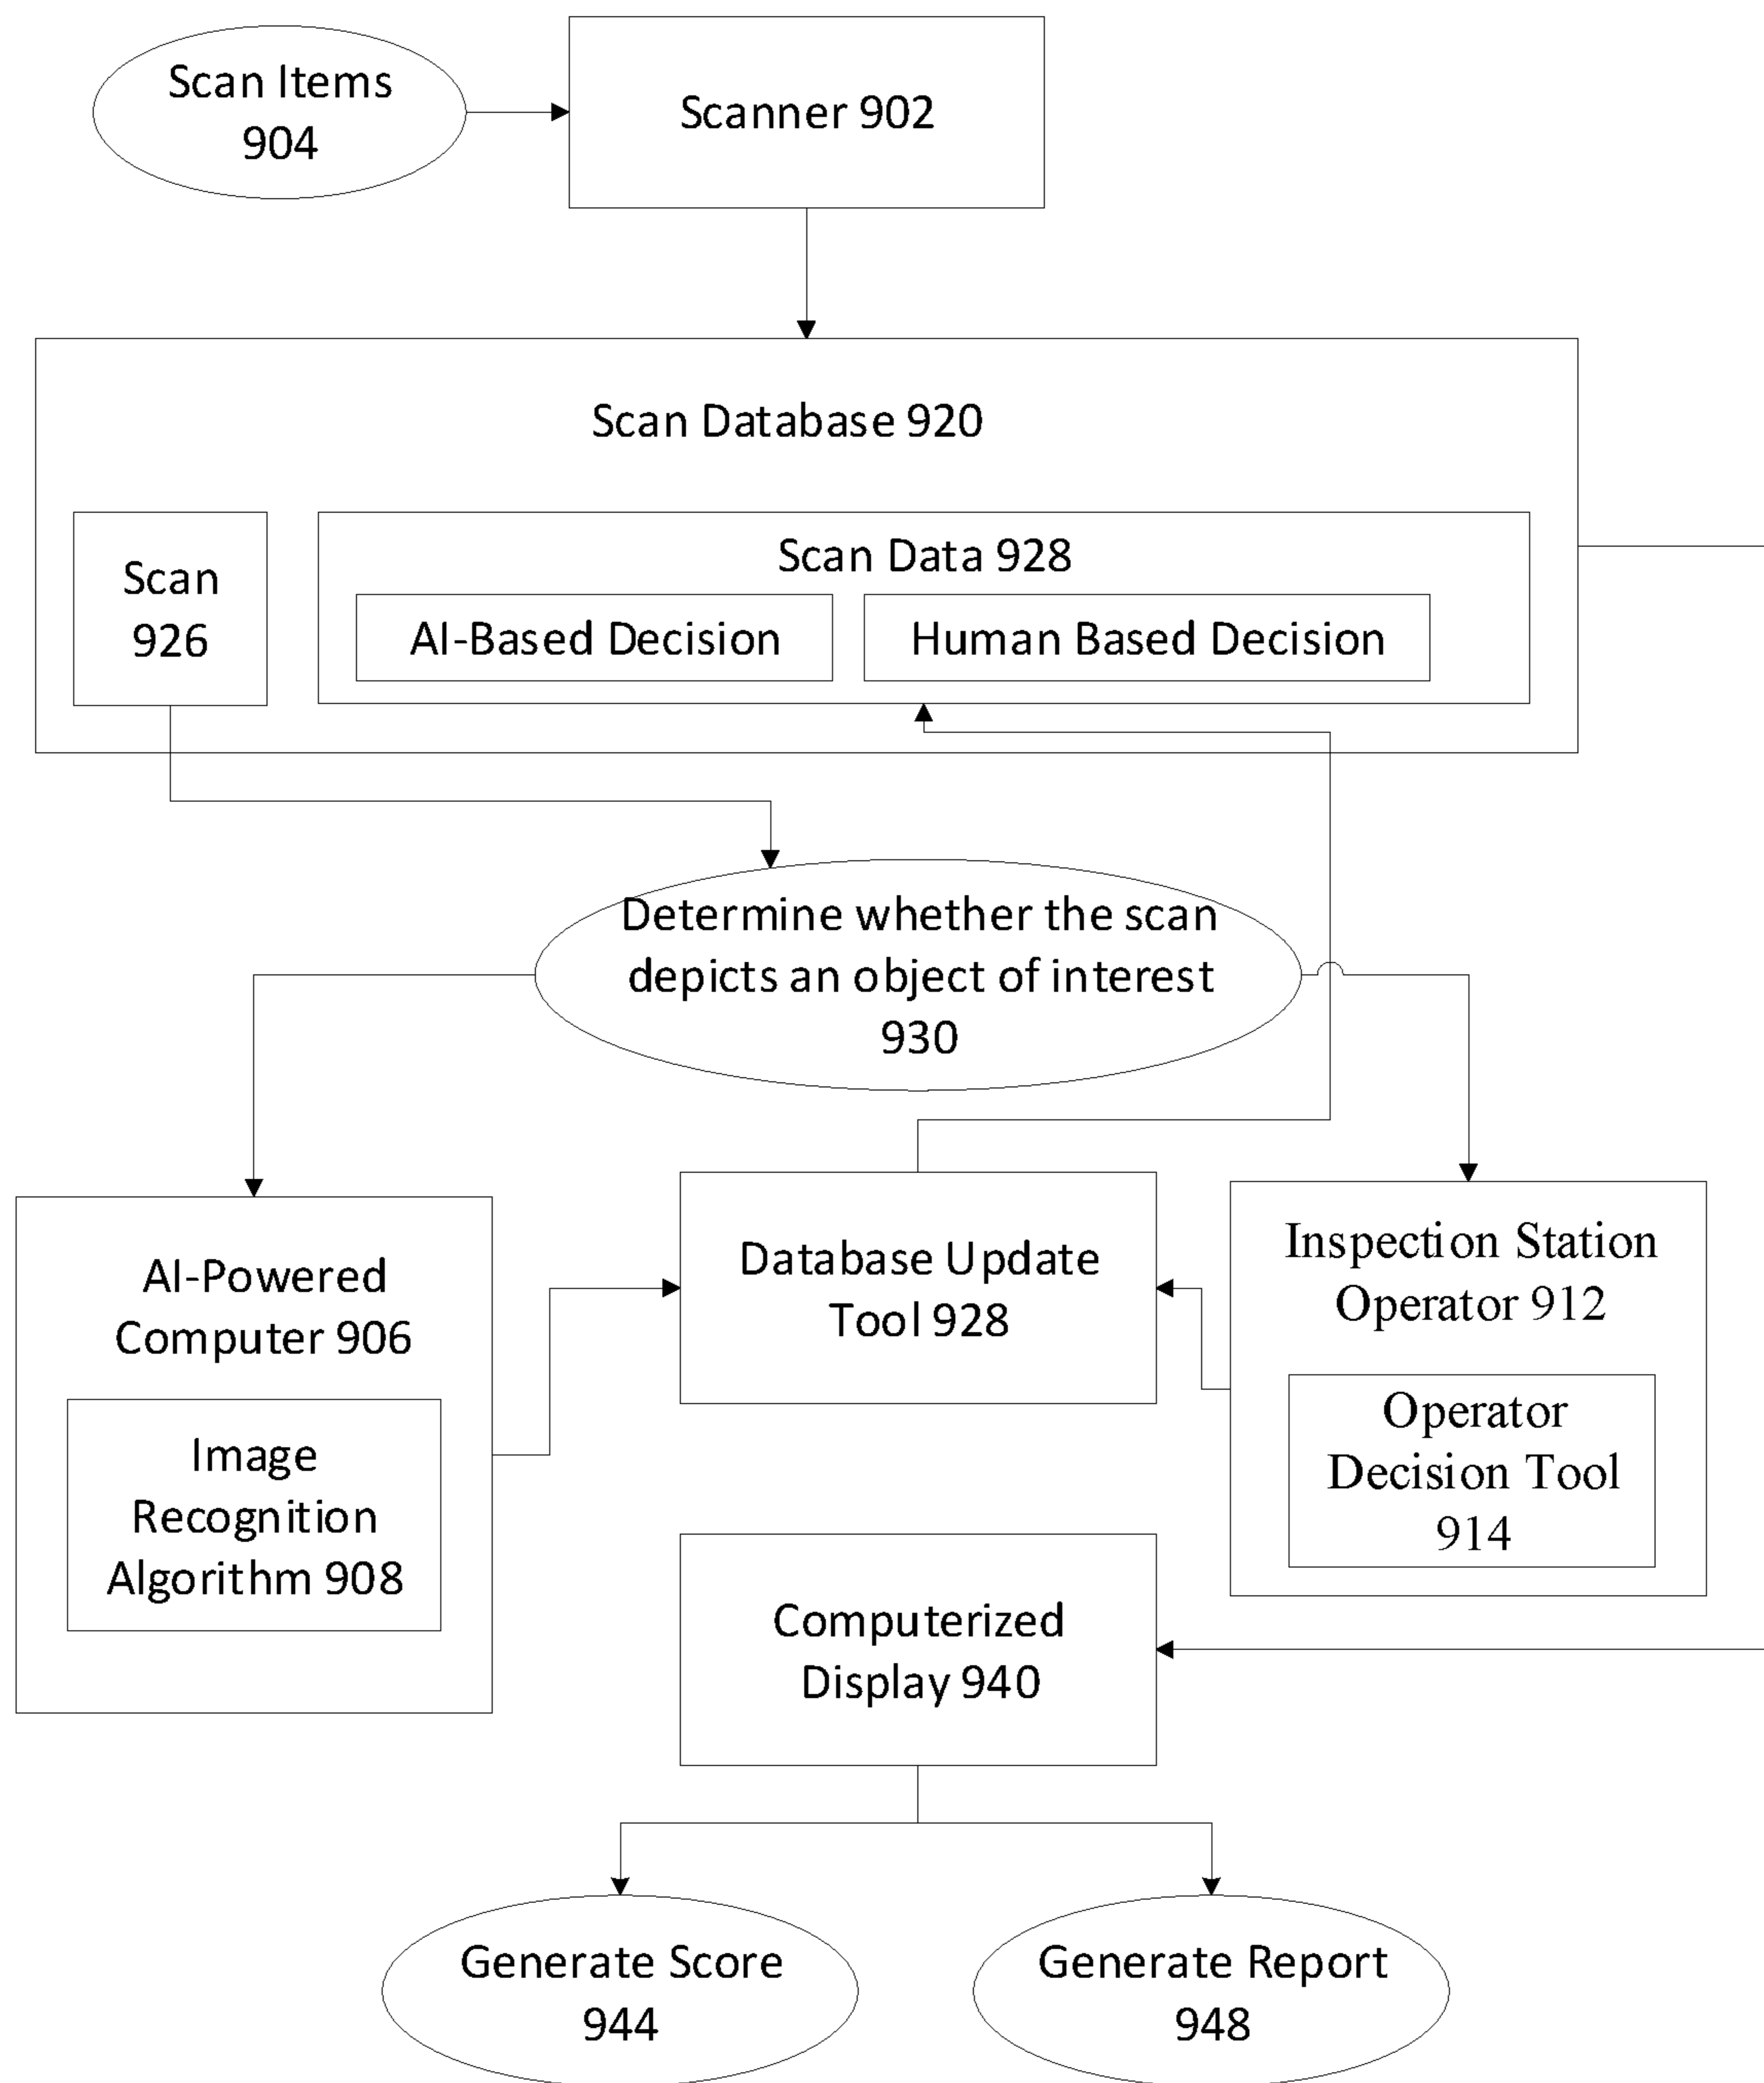 Scan Items
904
Scanner 902
Scan Database 920
Scan
926
Scan Data 928
AI-Based Decision
Human Based Decision
Determine whether the scan
depicts an object of interest
930
AI-Powered
Computer 906
Image
Recognition
Algorithm 908
Database Update
Tool 928
Inspection Station
Operator 912
Operator
Decision Tool
914
Computerized
Display 940
Generate Score
944
Generate Report
948